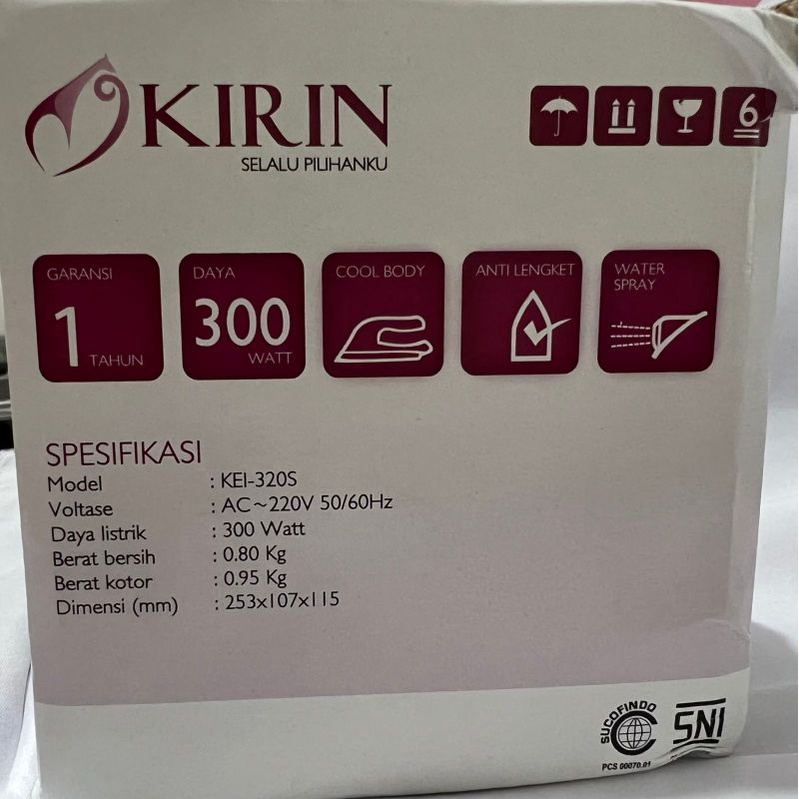 KIRIN
SELALU PILIHANKU
6
GARANSI
1
TAHUN
DAYA
300
WATT
COOL BODY
ANTI LENGKET
WATER
SPRAY
SPESIFIKASI
Model : KEI-320S
Voltase : AC~220V 50/60Hz
Daya listrik : 300 Watt
Berat bersih : 0.80 Kg
Berat kotor : 0.95 Kg
Dimensi (mm) : 253x107x115
SUCOFINDO
SNI
PCS 00070.01